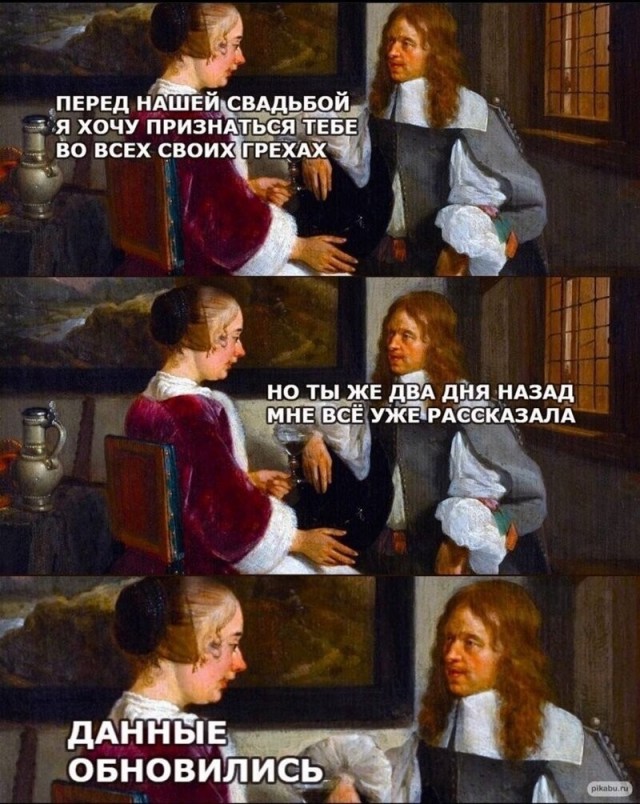 ПЕРЕД НАШЕЙ СВАДЬБОЙ
Я ХОЧУ ПРИЗНАТЬСЯ ТЕБЕ
ВО ВСЕХ СВОИХ ГРЕХАХ
НО ТЫ ЖЕ ДВА ДНЯ НАЗАД
МНЕ ВСЁ УЖЕ РАССКАЗАЛА
ДАННЫЕ
ОБНОВИЛИСЬ
pikabu.ru